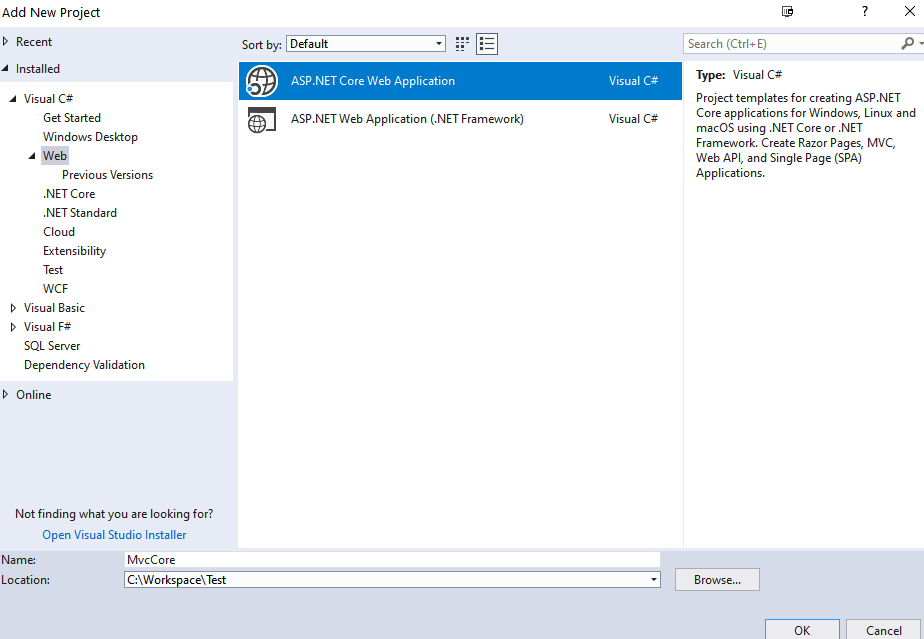 Add New Project
?
Recent
Installed
Visual C#
Get Started
Windows Desktop
Web
Previous Versions
.NET Core
.NET Standard
Cloud
Extensibility
Test
WCF
Visual Basic
Visual F#
SQL Server
Dependency Validation
Online
Not finding what you are looking for?
Open Visual Studio Installer
Sort by: Default
ASP.NET Core Web Application Visual C#
ASP.NET Web Application (.NET Framework) Visual C#
Search (Ctrl+E)
Type: Visual C#
Project templates for creating ASP.NET
Core applications for Windows, Linux and
macOS using .NET Core or .NET
Framework. Create Razor Pages, MVC,
Web API, and Single Page (SPA)
Applications.
Name: MvcCore
Location: C:\Workspace\Test
Browse...
OK Cancel